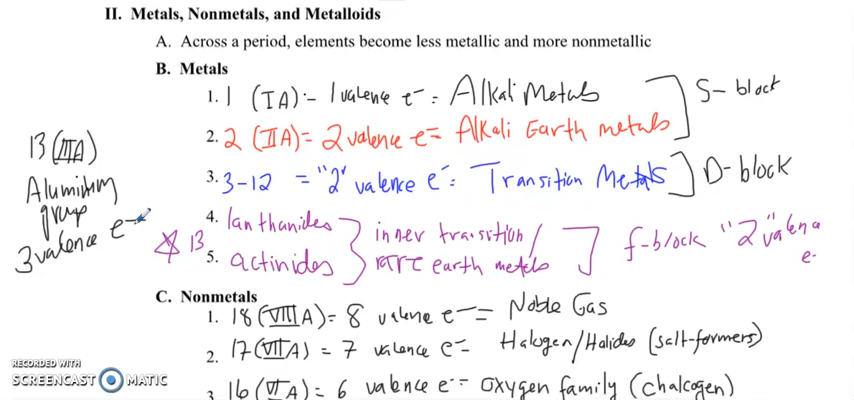 II. Metals, Nonmetals, and Metalloids
A. Across a period, elements become less metallic and more nonmetallic
B. Metals
1. 1 (IA) - 1 valence e⁻ = Alkali Metals
2. 2 (IIA) = 2 valence e⁻ = Alkali Earth metals
S-block
3. 3-12 = "2" valence e⁻ = Transition Metals
D-block
13 (IIIA)
Aluminum
group
3 valence e⁻
☆ 13
4. lanthanides
5. actinides
inner transition/
rare earth metals
f-block "2" valence
e-
C. Nonmetals
1. 18 (VIIIA) = 8 valence e⁻ = Noble Gas
2. 17 (VIIA) = 7 valence e⁻ = Halogen/Halides (salt-formers)
3. 16 (VIA) = 6 valence e⁻ = Oxygen family (chalcogen)
RECORDED WITH
SCREENCAST MATIC